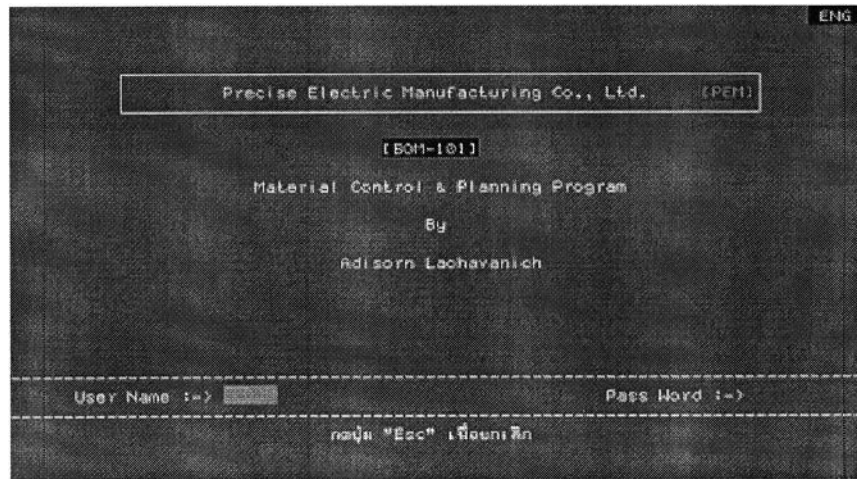 ENG
Precise Electric Manufacturing Co., Ltd. [PEM]
[BOM-101]
Material Control & Planning Program
By
Adisorn Laohavanich
User Name :-> Pass Word :->
กดปุ่ม "Esc" เพื่อยกเลิก